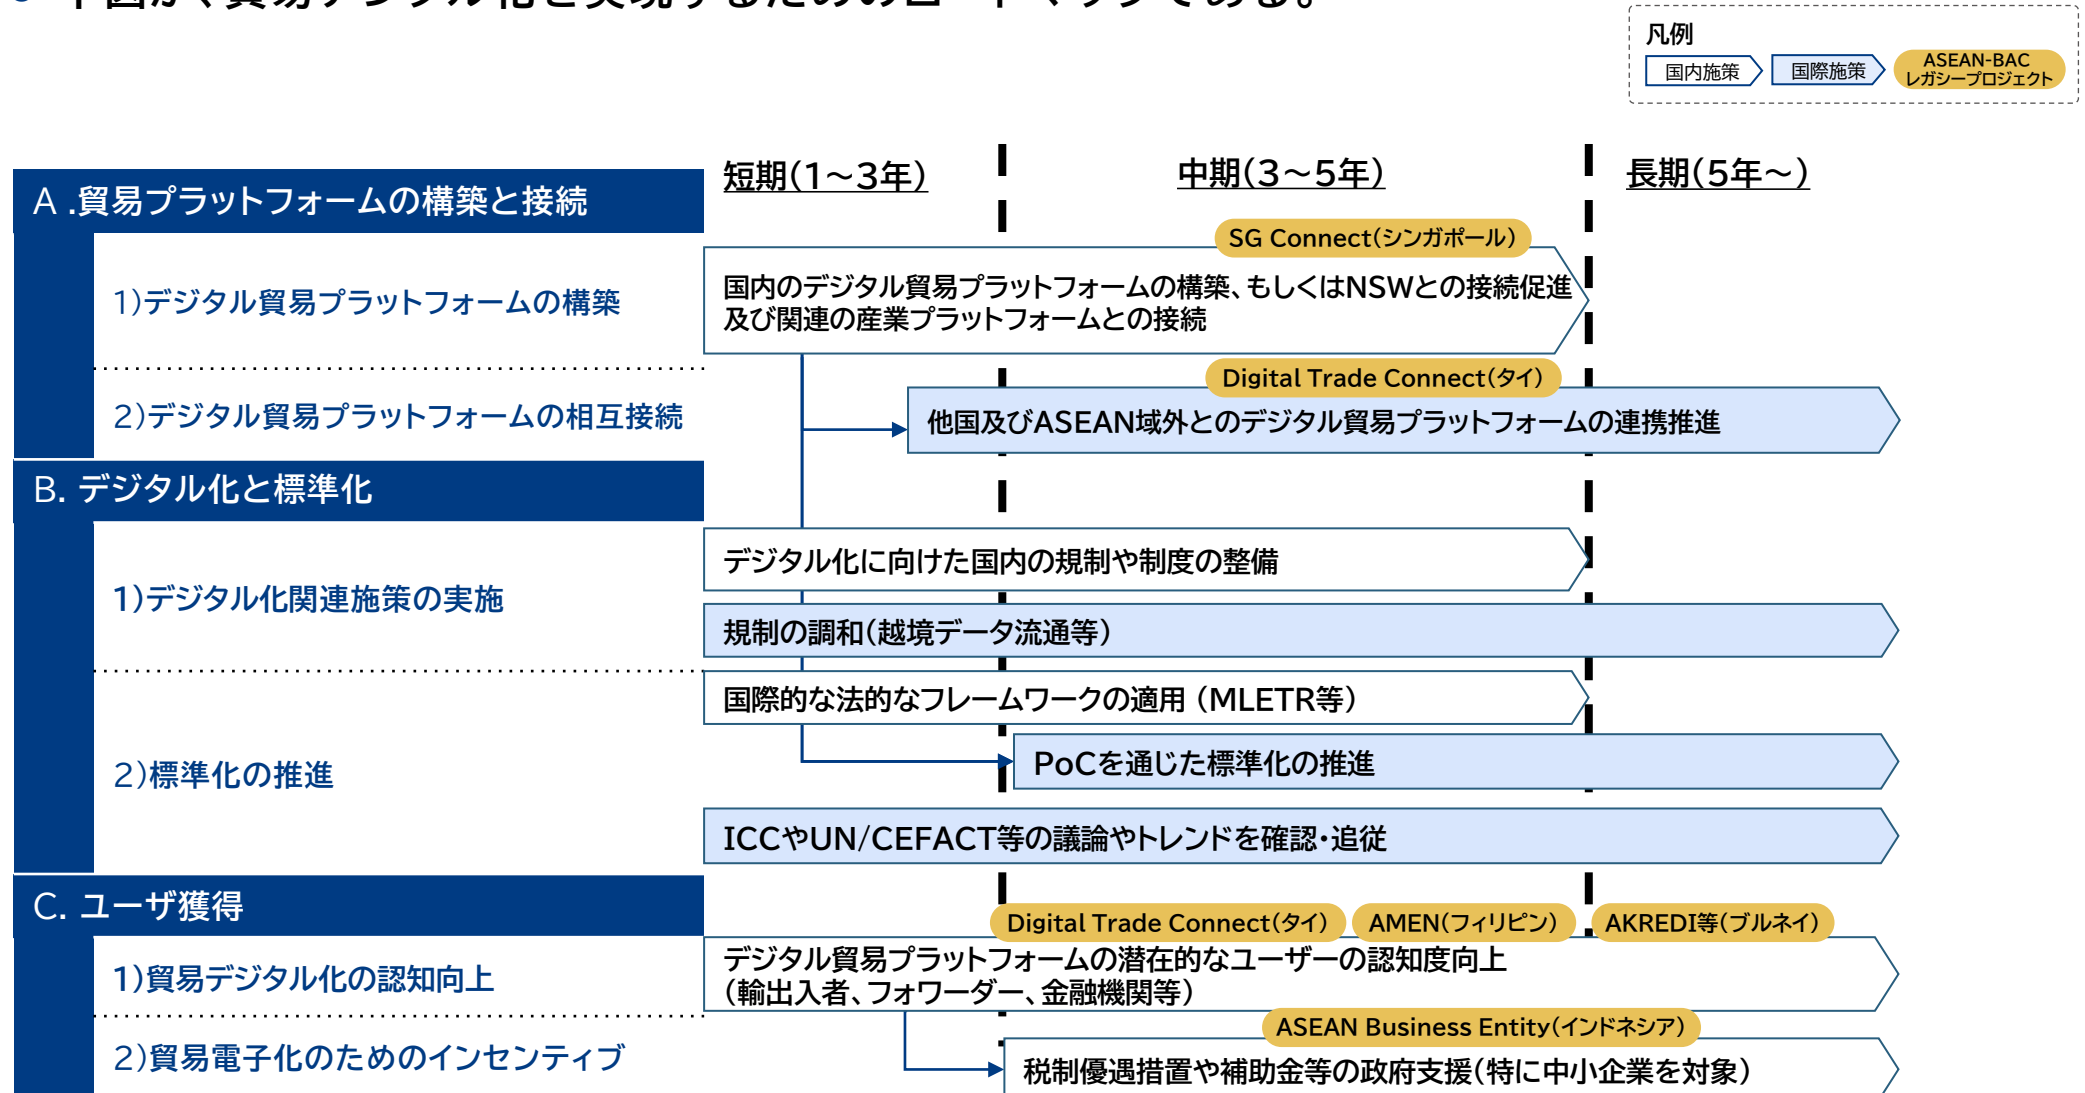 凡例
国内施策
国際施策
ASEAN-BAC
レガシープロジェクト
短期(1～3年)
中期(3～5年)
長期(5年～)
A .貿易プラットフォームの構築と接続
SG Connect(シンガポール)
1)デジタル貿易プラットフォームの構築
国内のデジタル貿易プラットフォームの構築、もしくはNSWとの接続促進
及び関連の産業プラットフォームとの接続
Digital Trade Connect(タイ)
2)デジタル貿易プラットフォームの相互接続
他国及びASEAN域外とのデジタル貿易プラットフォームの連携推進
B. デジタル化と標準化
1)デジタル化関連施策の実施
デジタル化に向けた国内の規制や制度の整備
規制の調和(越境データ流通等)
2)標準化の推進
国際的な法的なフレームワークの適用 (MLETR等)
PoCを通じた標準化の推進
ICCやUN/CEFACT等の議論やトレンドを確認・追従
C. ユーザ獲得
Digital Trade Connect(タイ)
AMEN(フィリピン)
AKREDI等(ブルネイ)
1)貿易デジタル化の認知向上
デジタル貿易プラットフォームの潜在的なユーザーの認知度向上
(輸出入者、フォワーダー、金融機関等)
ASEAN Business Entity(インドネシア)
2)貿易電子化のためのインセンティブ
税制優遇措置や補助金等の政府支援(特に中小企業を対象)